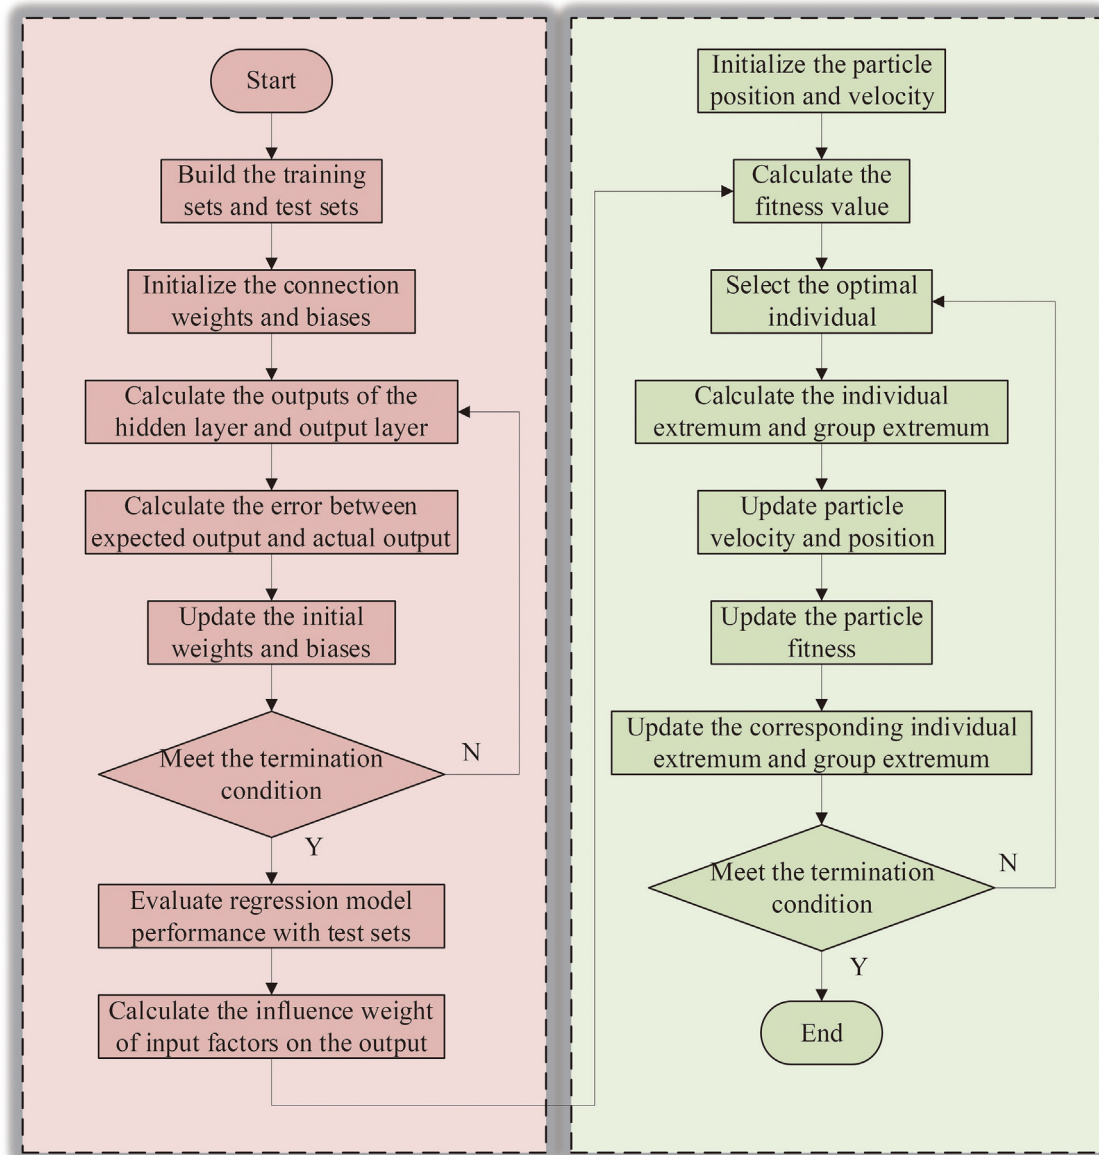 Start
Build the training
sets and test sets
Initialize the connection
weights and biases
Calculate the outputs of the
hidden layer and output layer
Calculate the error between
expected output and actual output
Update the initial
weights and biases
Meet the termination
condition
N
Y
Evaluate regression model
performance with test sets
Calculate the influence weight
of input factors on the output
Initialize the particle
position and velocity
Calculate the
fitness value
Select the optimal
individual
Calculate the individual
extremum and group extremum
Update particle
velocity and position
Update the particle
fitness
Update the corresponding individual
extremum and group extremum
Meet the termination
condition
N
Y
End